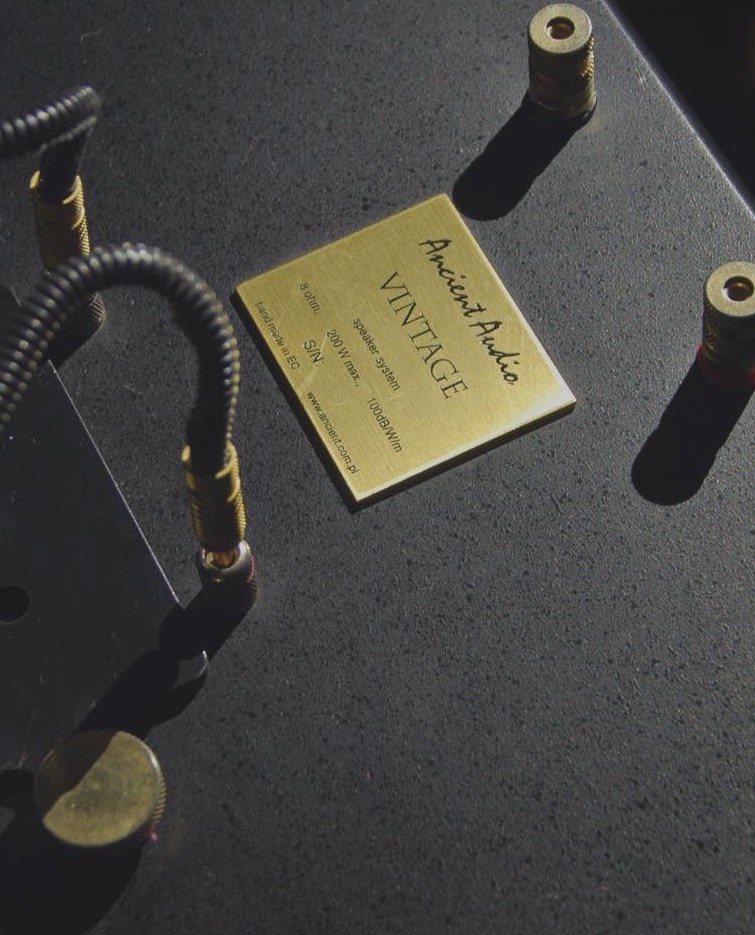 Ancient Audio
VINTAGE
speaker system
8 ohm, 200 W max., 100dB/W/m
S/N:
Hand made in EC www.ancient.com.pl